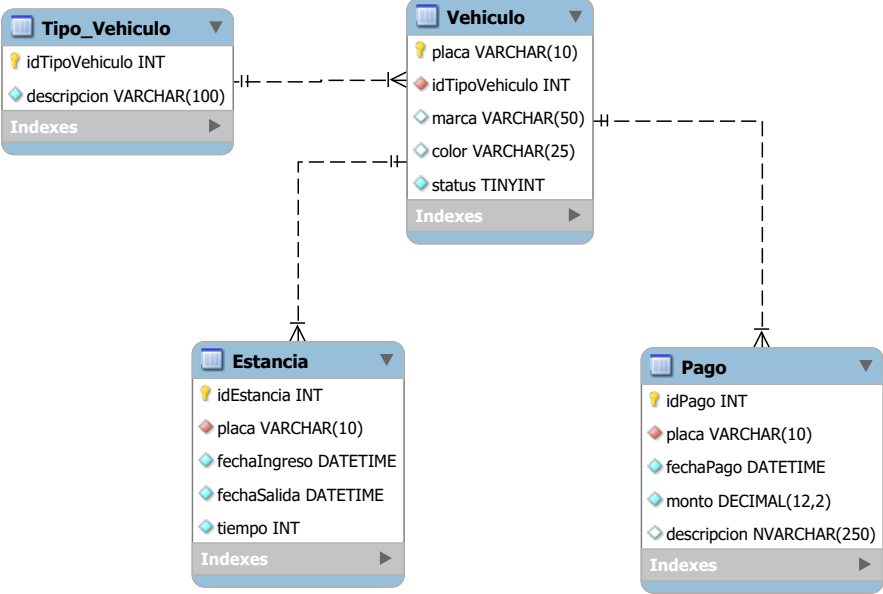 Tipo_Vehiculo
idTipoVehiculo INT
descripcion VARCHAR(100)
Indexes
Vehiculo
placa VARCHAR(10)
idTipoVehiculo INT
marca VARCHAR(50)
color VARCHAR(25)
status TINYINT
Indexes
Estancia
idEstancia INT
placa VARCHAR(10)
fechaIngreso DATETIME
fechaSalida DATETIME
tiempo INT
Indexes
Pago
idPago INT
placa VARCHAR(10)
fechaPago DATETIME
monto DECIMAL(12,2)
descripcion NVARCHAR(250)
Indexes